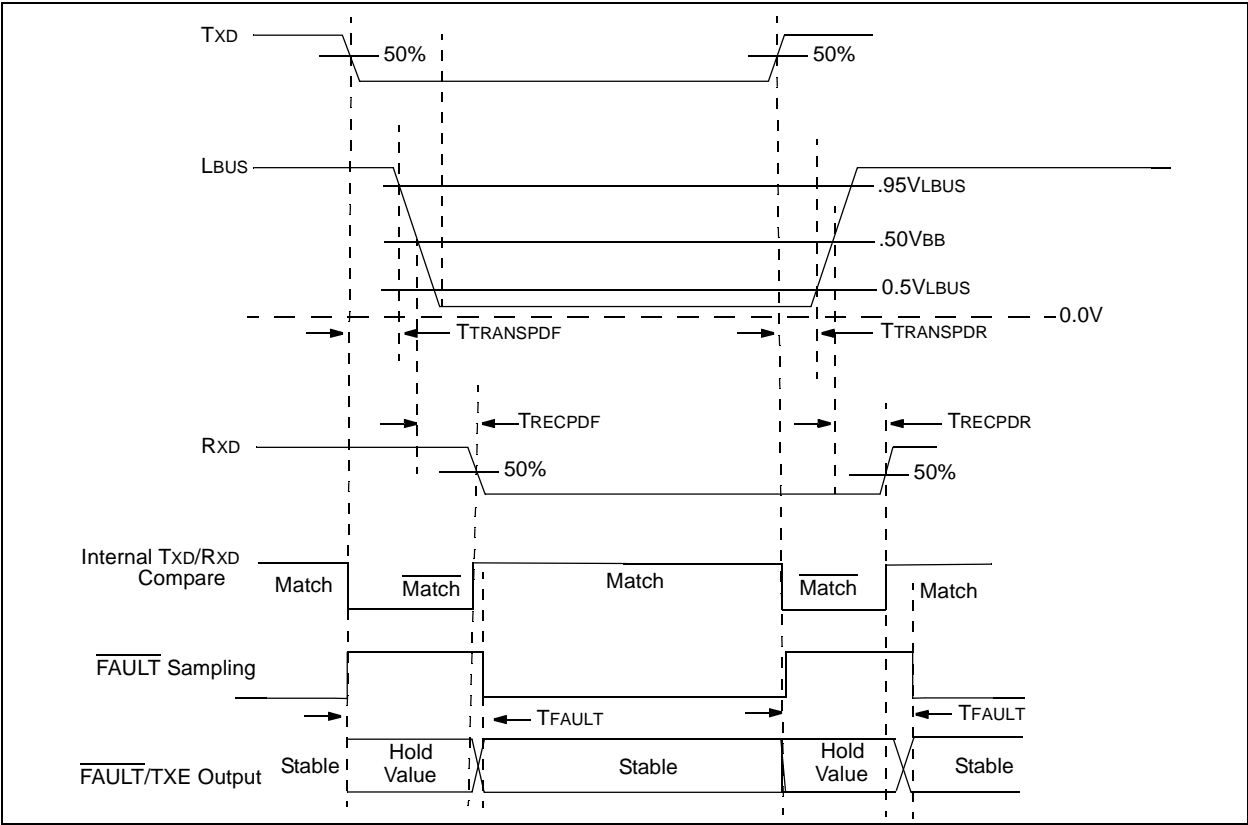 TXD
50%
50%
LBUS
.95VLBUS
.50VBB
0.5VLBUS
0.0V
TTRANSPDF
TTRANSPDR
TRECPDF
TRECPDR
RXD
50%
50%
Internal TXD/RXD
Compare
Match
Match
Match
Match
Match
FAULT Sampling
TFAULT
TFAULT
FAULT/TXE Output
Stable
Hold
Value
Stable
Hold
Value
Stable